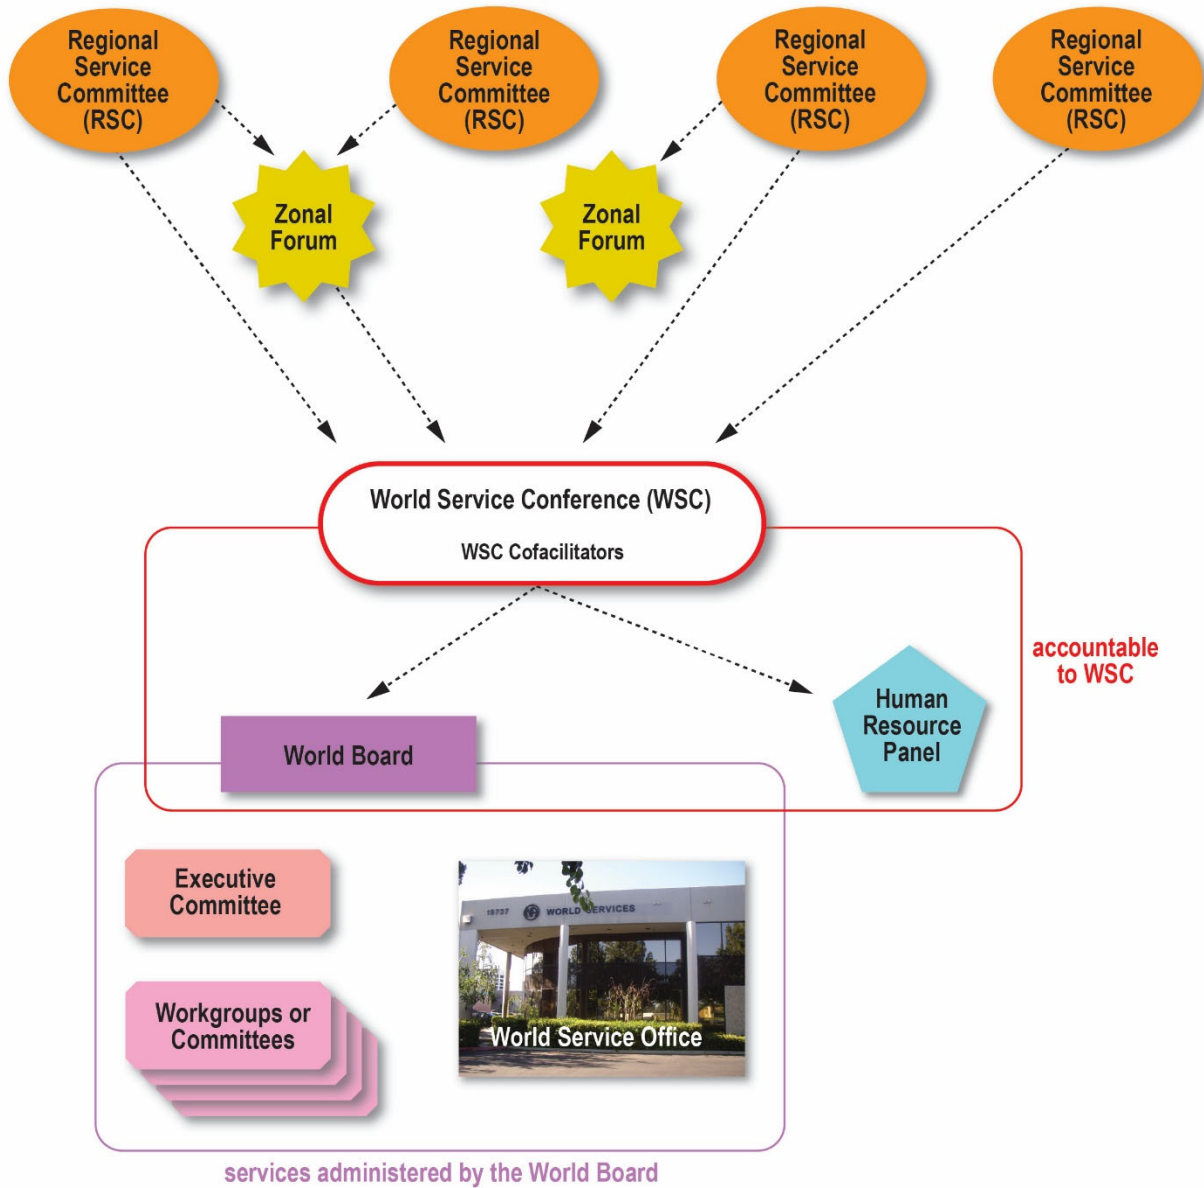 Regional
Service
Committee
(RSC)
Regional
Service
Committee
(RSC)
Regional
Service
Committee
(RSC)
Regional
Service
Committee
(RSC)
Zonal
Forum
Zonal
Forum
World Service Conference (WSC)
WSC Cofacilitators
accountable
to WSC
Human
Resource
Panel
World Board
Executive
Committee
19737 WORLD SERVICES
World Service Office
Workgroups or
Committees
services administered by the World Board